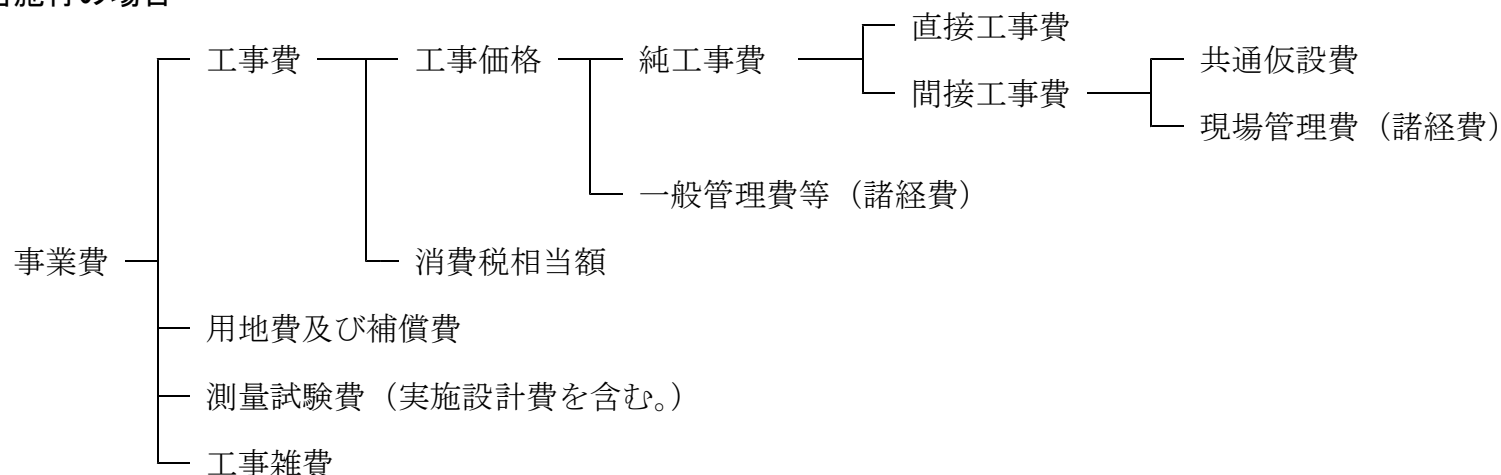 直接工事費
工事費 工事価格 純工事費 共通仮設費
間接工事費
現場管理費（諸経費）
一般管理費等（諸経費）
事業費 消費税相当額
用地費及び補償費
測量試験費（実施設計費を含む。）
工事雑費